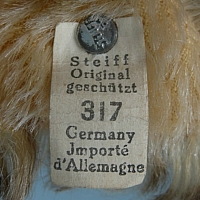 Steiff
Original
geschützt
317
Germany
Jmporté
d'Allemagne